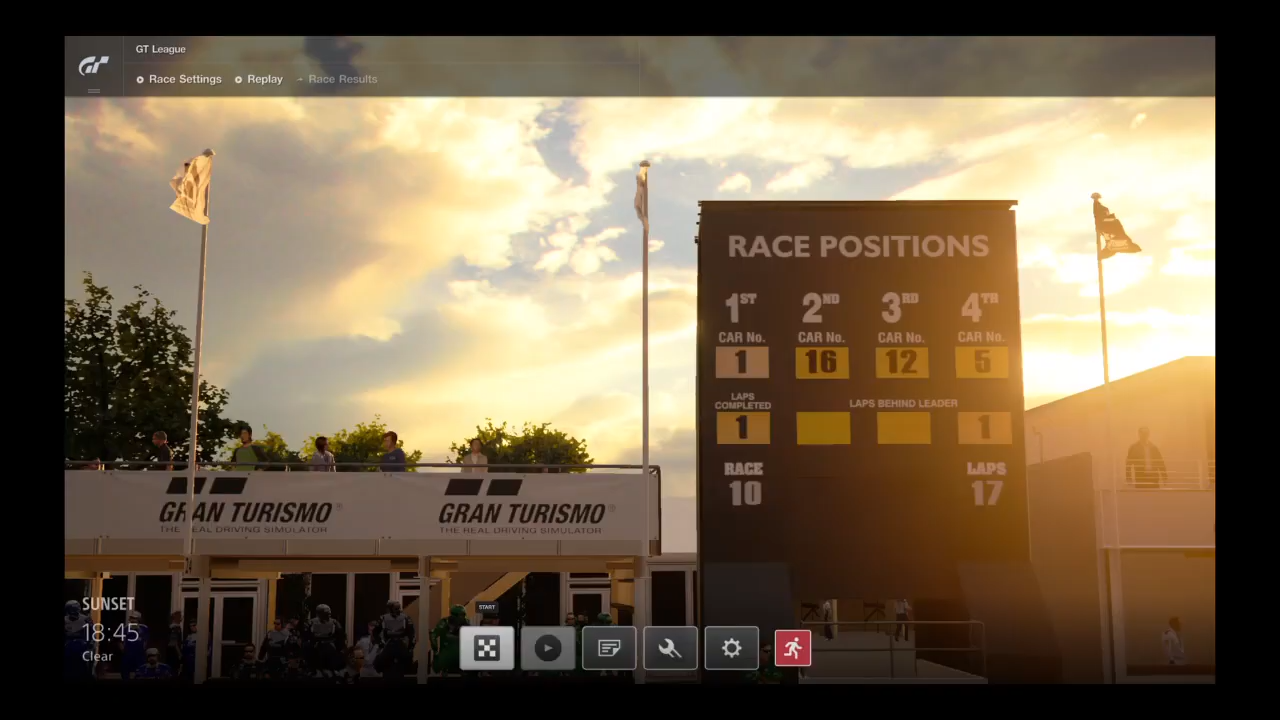 GT League
Race Settings Replay Race Results
RACE POSITIONS
1ST 2ND 3RD 4TH
CAR No. CAR No. CAR No. CAR No.
1 16 12 5
LAPS COMPLETED LAPS BEHIND LEADER
1 1
RACE LAPS
10 17
GRAN TURISMO® GRAN TURISMO®
THE REAL DRIVING SIMULATOR THE REAL DRIVING SIMULATOR
SUNSET
18:45
Clear
START